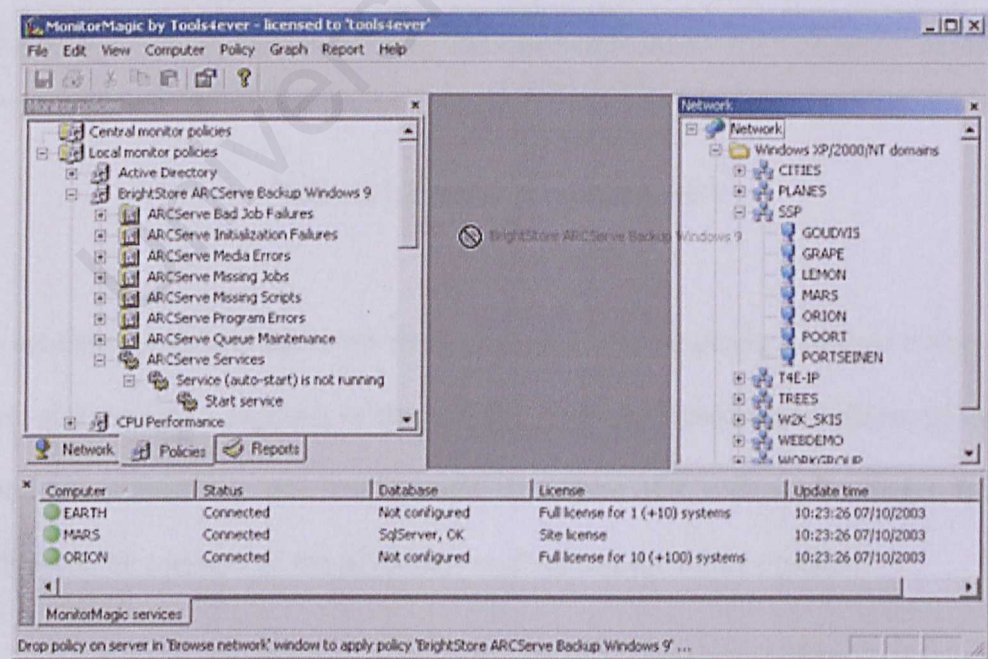 MonitorMagic by Tools4ever - licensed to 'tools4ever'
File Edit View Computer Policy Graph Report Help
Monitor policies
Central monitor policies
Local monitor policies
Active Directory
BrightStore ARCServe Backup Windows 9
ARCServe Bad Job Failures
ARCServe Initialization Failures
ARCServe Media Errors
ARCServe Missing Jobs
ARCServe Missing Scripts
ARCServe Program Errors
ARCServe Queue Maintenance
ARCServe Services
Service (auto-start) is not running
Start service
CPU Performance
Network Policies Reports
BrightStore ARCServe Backup Windows 9
Network
Network
Windows XP/2000/NT domains
CITIES
PLANES
SSP
GOUDVIS
GRAPE
LEMON
MARS
ORION
POORT
PORTSEINEN
T4E-IP
TREES
W2K_SKIS
WEBDEMO
WORKGROUP
Computer Status Database License Update time
EARTH Connected Not configured Full license for 1 (+10) systems 10:23:26 07/10/2003
MARS Connected SqlServer, OK Site license 10:23:26 07/10/2003
ORION Connected Not configured Full license for 10 (+100) systems 10:23:26 07/10/2003
MonitorMagic services
Drop policy on server in 'Browse network' window to apply policy 'BrightStore ARCServe Backup Windows 9' ...